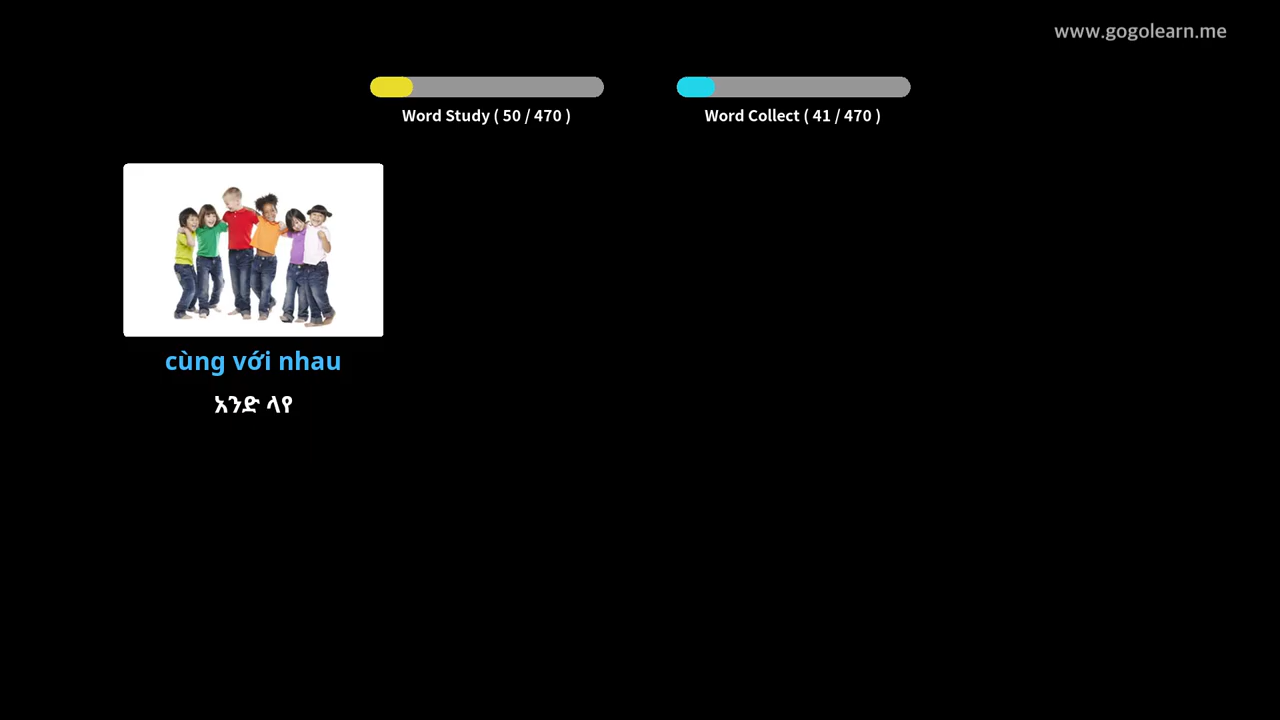 www.gogolearn.me
Word Study ( 50 / 470 )
Word Collect ( 41 / 470 )
cùng với nhau
አንድ ላየ